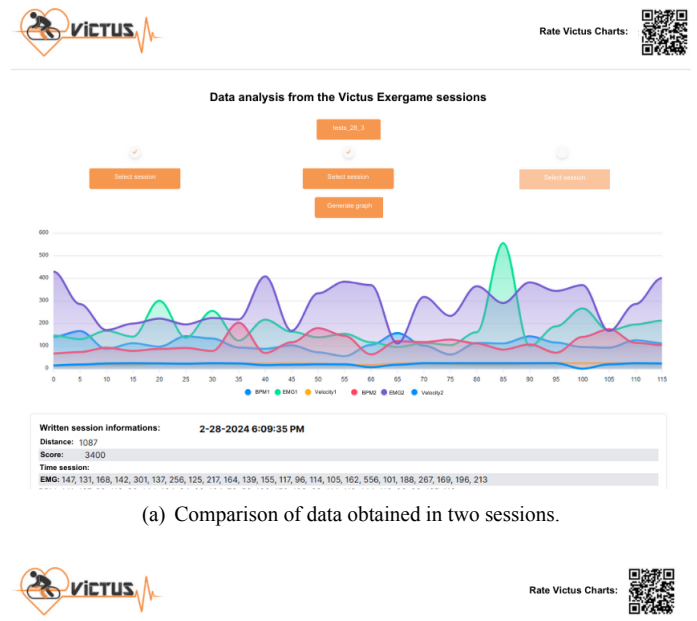 VICTUS
Rate Victus Charts:
Data analysis from the Victus Exergame sessions
teste_28_3
Select session Select session Select session
Generate graph
600
500
400
300
200
100
0
0 5 10 15 20 25 30 35 40 45 50 55 60 65 70 75 80 85 90 95 100 105 110 115
BPM1 EMG1 Velocity1 BPM2 EMG2 Velocity2
Written session informations: 2-28-2024 6:09:35 PM
Distance: 1087
Score: 3400
Time session:
EMG: 147, 131, 168, 142, 301, 137, 256, 125, 217, 164, 139, 155, 117, 96, 114, 105, 162, 556, 101, 188, 267, 169, 196, 213
(a) Comparison of data obtained in two sessions.
VICTUS
Rate Victus Charts: